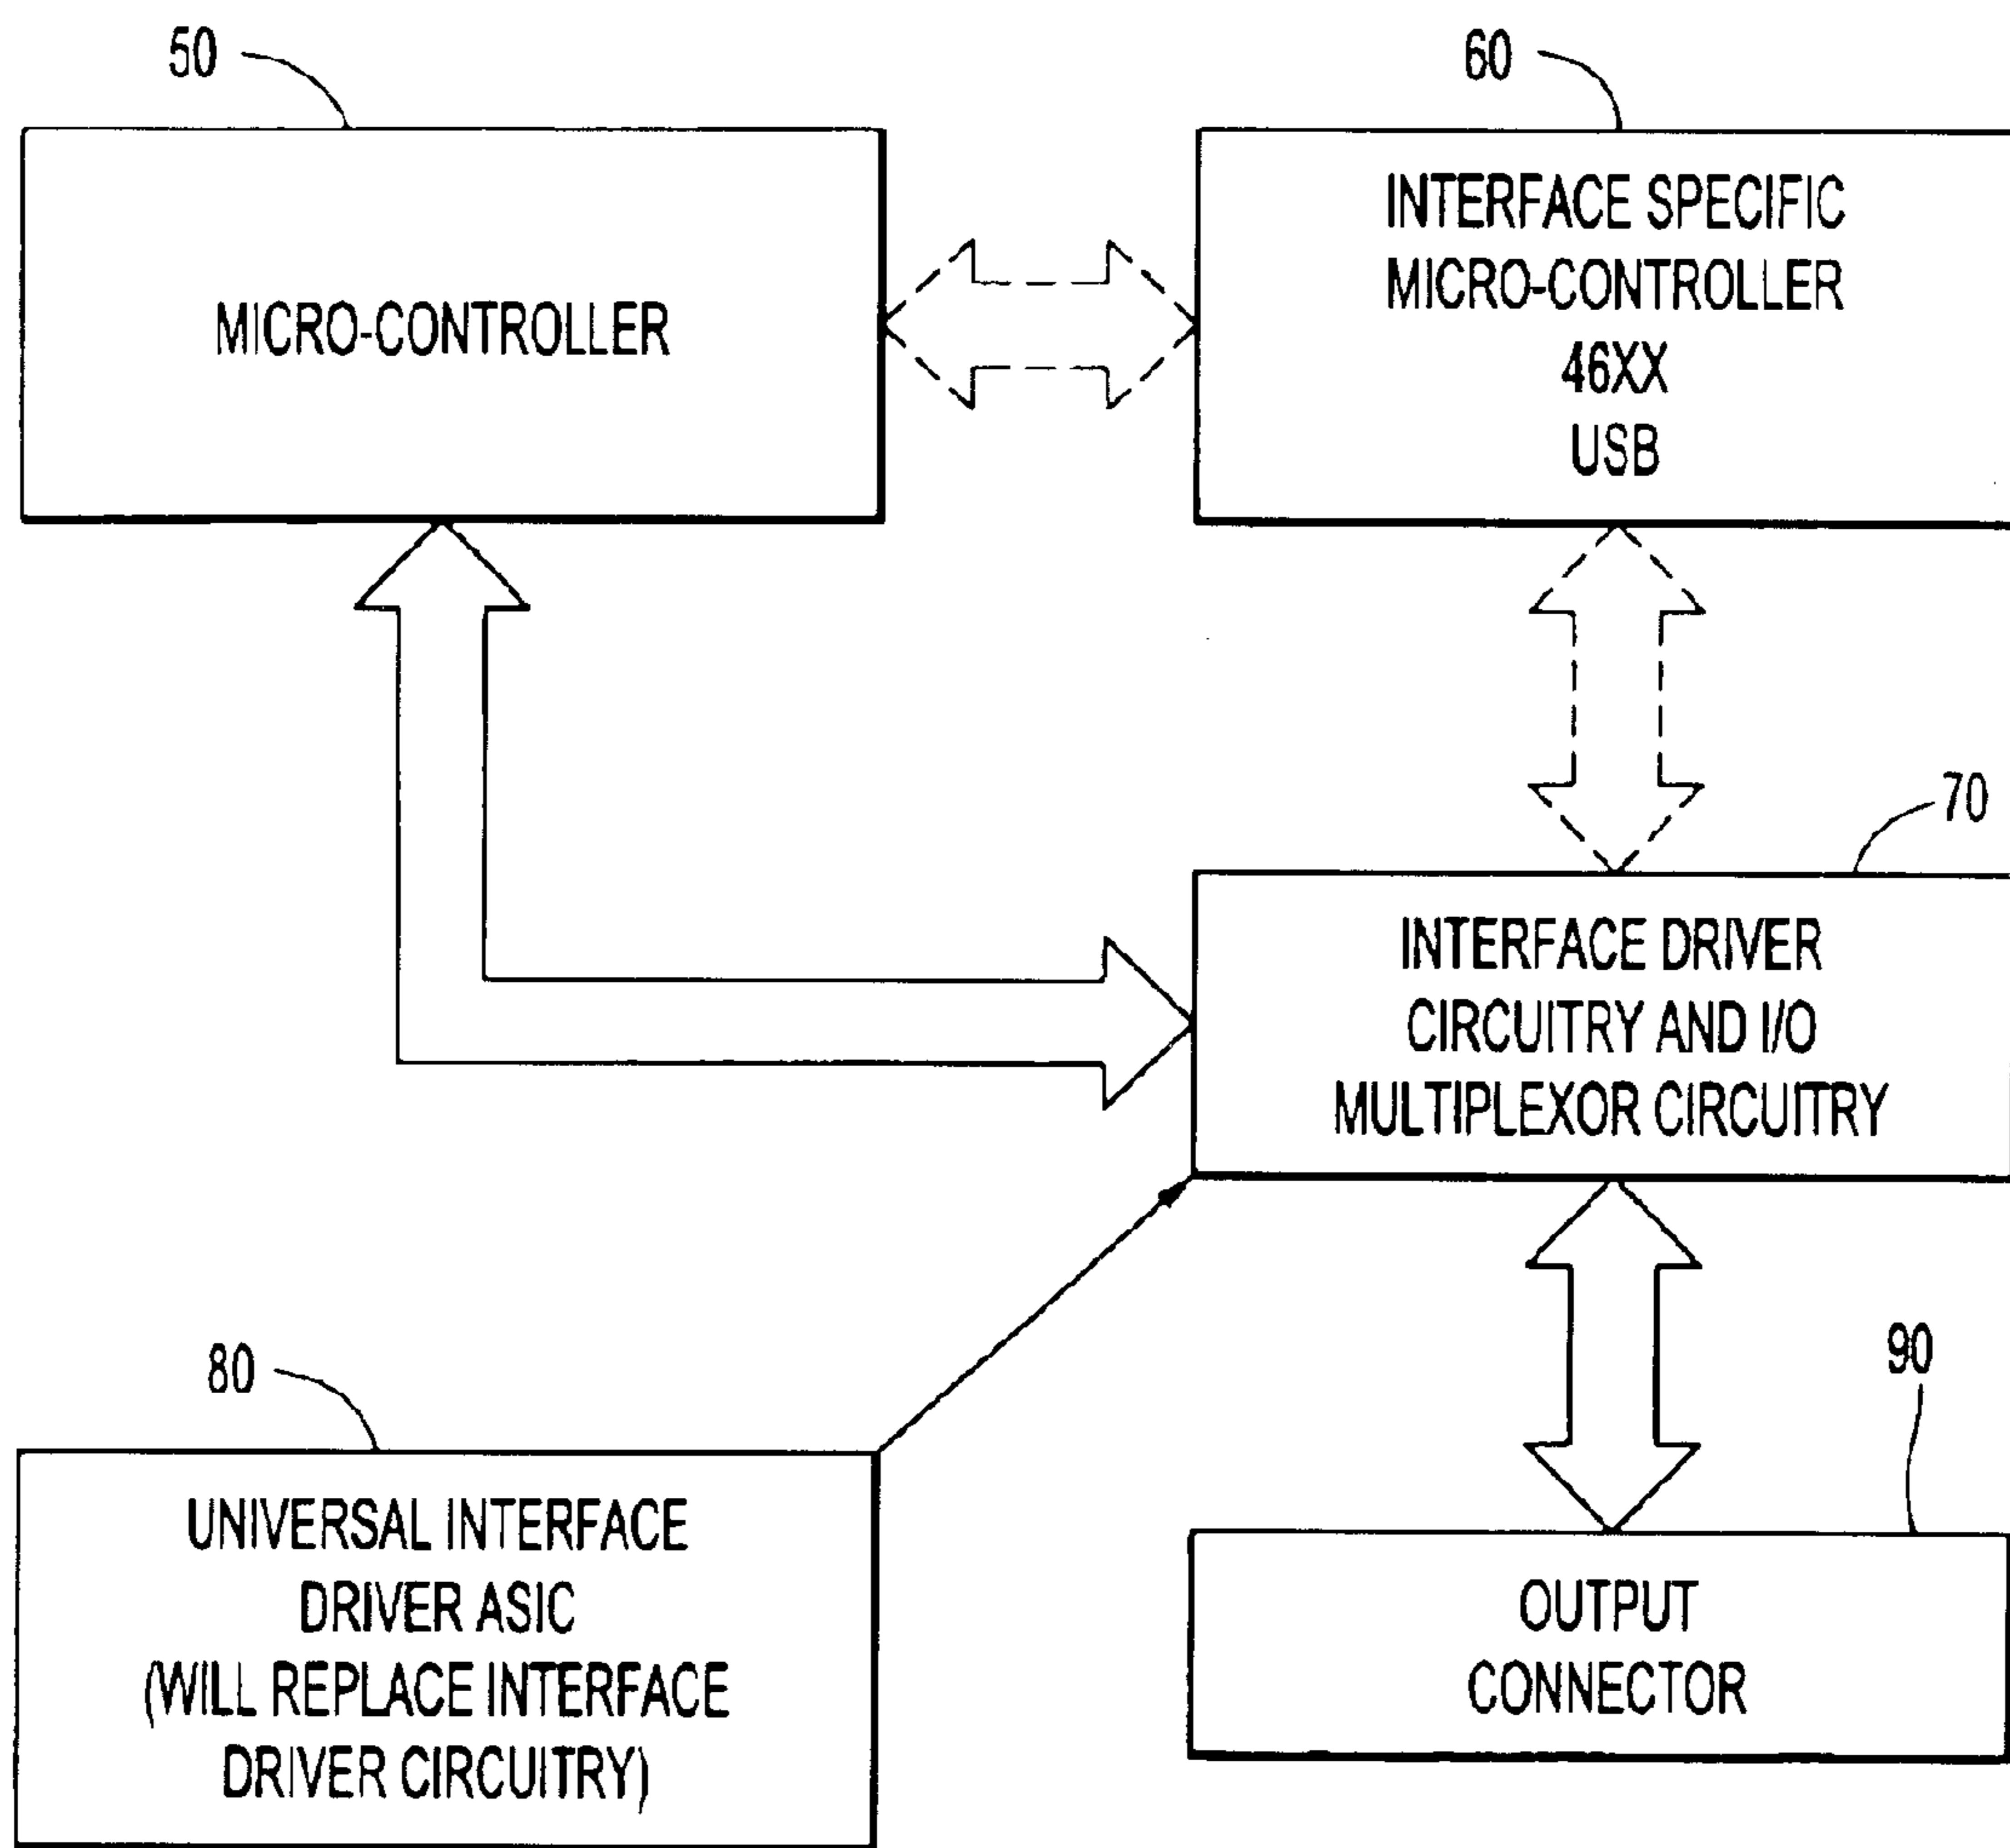 50
MICRO-CONTROLLER
60
INTERFACE SPECIFIC
MICRO-CONTROLLER
46XX
USB
70
INTERFACE DRIVER
CIRCUITRY AND I/O
MULTIPLEXOR CIRCUITRY
80
UNIVERSAL INTERFACE
DRIVER ASIC
(WILL REPLACE INTERFACE
DRIVER CIRCUITRY)
90
OUTPUT
CONNECTOR